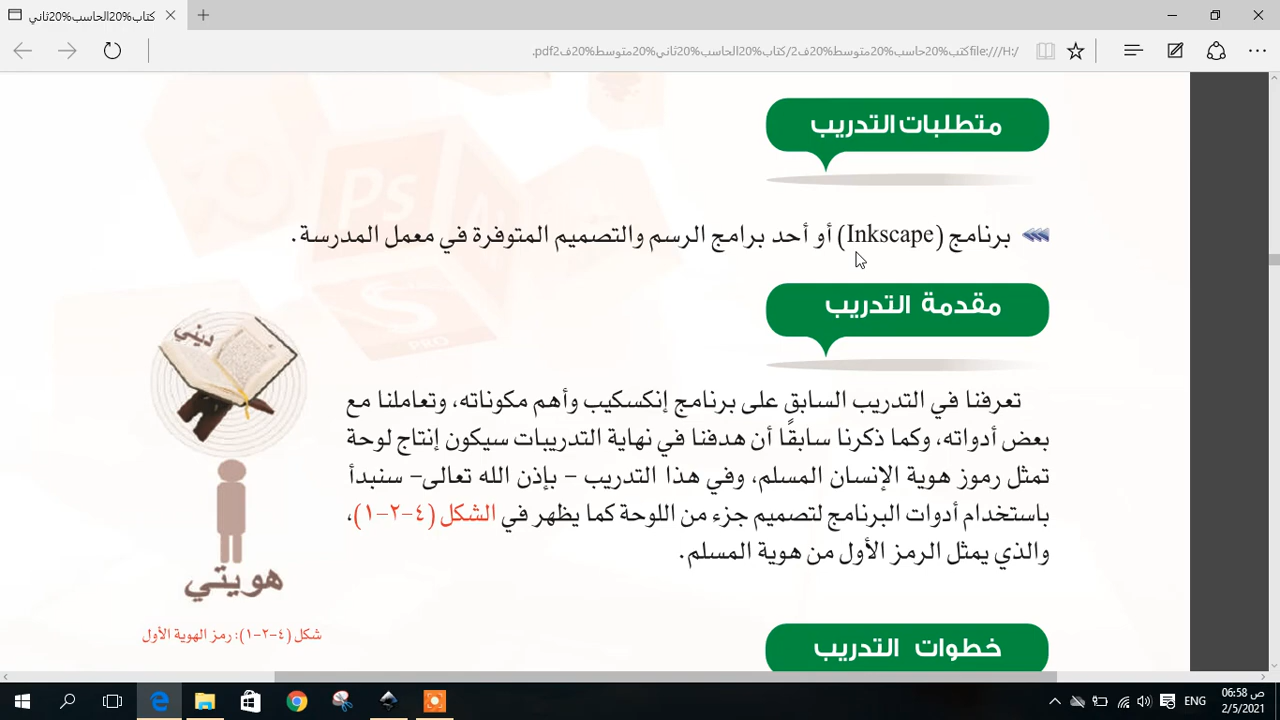 كتاب%20الحاسب%20ثاني
file:///H:/كتب%20حاسب%20متوسط%20ف2/كتاب%20الحاسب%20ثاني%20متوسط%20ف2.pdf
متطلبات التدريب
برنامج (Inkscape) أو أحد برامج الرسم والتصميم المتوفرة في معمل المدرسة.
مقدمة التدريب
تعرفنا في التدريب السابق على برنامج إنكسكيب وأهم مكوناته، وتعاملنا مع
بعض أدواته، وكما ذكرنا سابقًا أن هدفنا في نهاية التدريبات سيكون إنتاج لوحة
تمثل رموز هوية الإنسان المسلم، وفي هذا التدريب - بإذن الله تعالى- سنبدأ
باستخدام أدوات البرنامج لتصميم جزء من اللوحة كما يظهر في الشكل (٤-٢-١)،
والذي يمثل الرمز الأول من هوية المسلم.
ديني
هويتي
شكل (٤-٢-١): رمز الهوية الأول
خطوات التدريب
PS
S
PRO
ENG
06:58 ص
2/5/2021